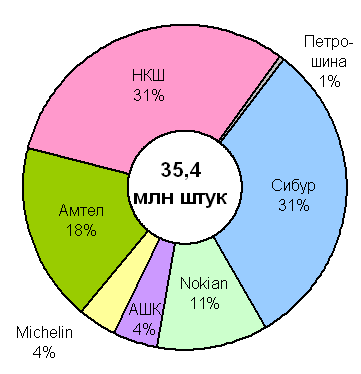 Петро-
шина
1%
НКШ
31%
35,4
млн штук
Сибур
31%
Амтел
18%
Nokian
11%
АШК
4%
Michelin
4%